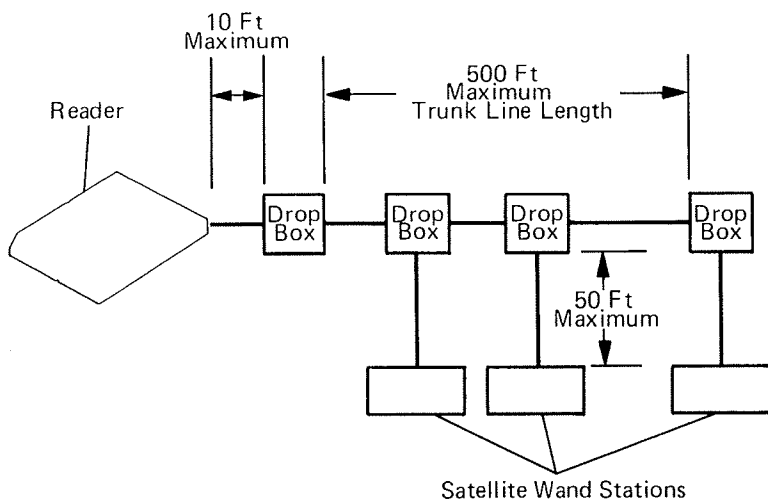 10 Ft
Maximum
500 Ft
Maximum
Trunk Line Length
Reader
Drop
Box
Drop
Box
Drop
Box
Drop
Box
50 Ft
Maximum
Satellite Wand Stations